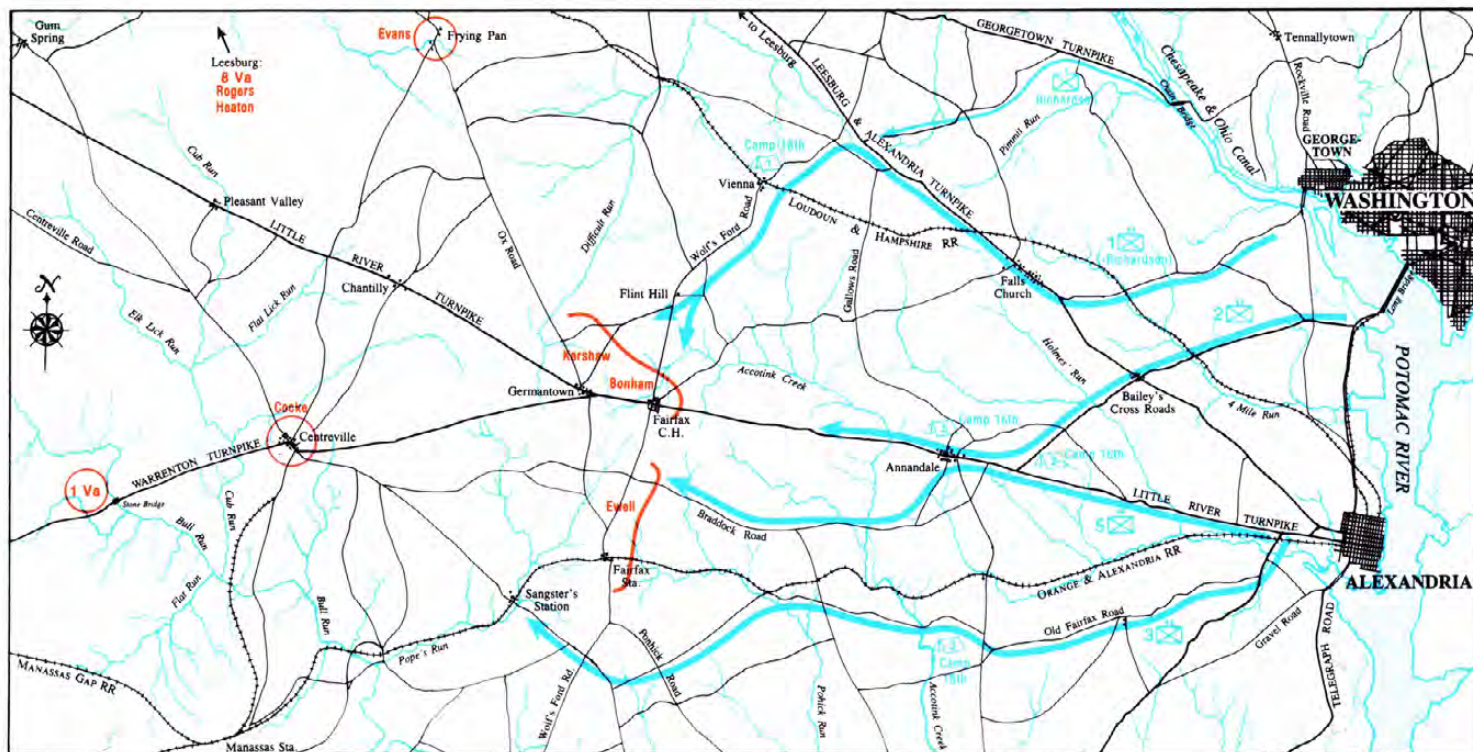 Gum
Spring
Leesburg:
8 Va
Rogers
Heaton
Evans
Frying Pan
to Leesburg
LEESBURG & ALEXANDRIA TURNPIKE
GEORGETOWN TURNPIKE
Chesapeake & Ohio Canal
Chain Bridge
Tennallytown
Rockville Road
GEORGE-
TOWN
WASHINGTON
Richardson
Pimmit Run
Cub Run
Pleasant Valley
Centreville Road
LITTLE RIVER TURNPIKE
Ox Road
Difficult Run
Camp 18th
1
Vienna
Wolf's Ford Road
LOUDOUN & HAMPSHIRE RR
1
(-Richardson)
Gallows Road
Falls
Church
Long Bridge
N
Elk Lick Run
Flat Lick Run
Chantilly
Flint Hill
2
Holmes' Run
POTOMAC RIVER
Kershaw
Bonham
Germantown
Fairfax
C.H.
Accotink Creek
Bailey's
Cross Roads
4 Mile Run
Cocke
Centreville
WARRENTON TURNPIKE
1 Va
Stone Bridge
Camp 16th
Camp 16th
Annandale
LITTLE RIVER TURNPIKE
5
Bull Run
Cub Run
Flat Run
Ewell
Braddock Road
Fairfax
Sta.
ORANGE & ALEXANDRIA RR
ALEXANDRIA
Sangster's
Station
Bull Run
Pope's Run
Old Fairfax Road
3
Gravel Road
TELEGRAPH ROAD
MANASSAS GAP RR
Manassas Sta.
Wolf's Ford Rd.
Pohick
Road
Pohick Run
Accotink Creek
3
Camp
16th